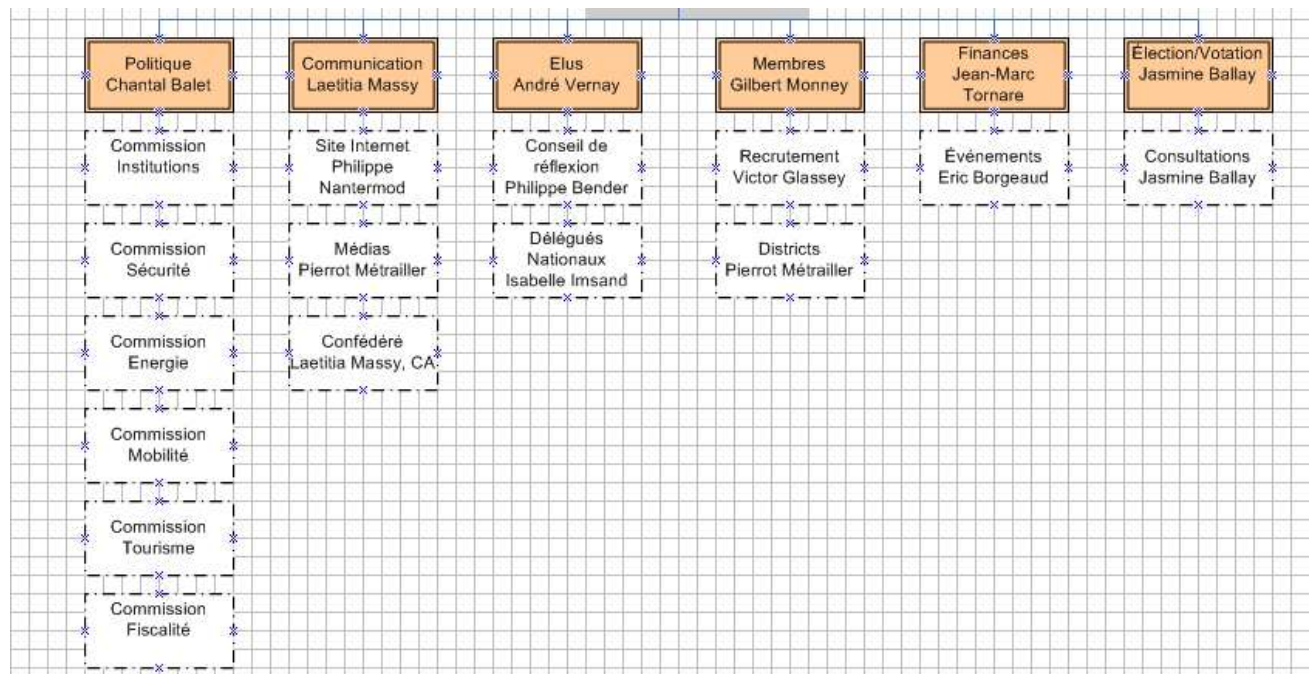 Politique
Chantal Balet
Communication
Laetitia Massy
Elus
André Vernay
Membres
Gilbert Monney
Finances
Jean-Marc
Tornare
Élection/Votation
Jasmine Ballay
Commission
Institutions
Site Internet
Philippe
Nantermod
Conseil de
réflexion
Philippe Bender
Recrutement
Victor Glassey
Événements
Eric Borgeaud
Consultations
Jasmine Ballay
Commission
Sécurité
Médias
Pierrot Métrailler
Délégués
Nationaux
Isabelle Imsand
Districts
Pierrot Métrailler
Commission
Energie
Confédéré
Laetitia Massy, CA
Commission
Mobilité
Commission
Tourisme
Commission
Fiscalité